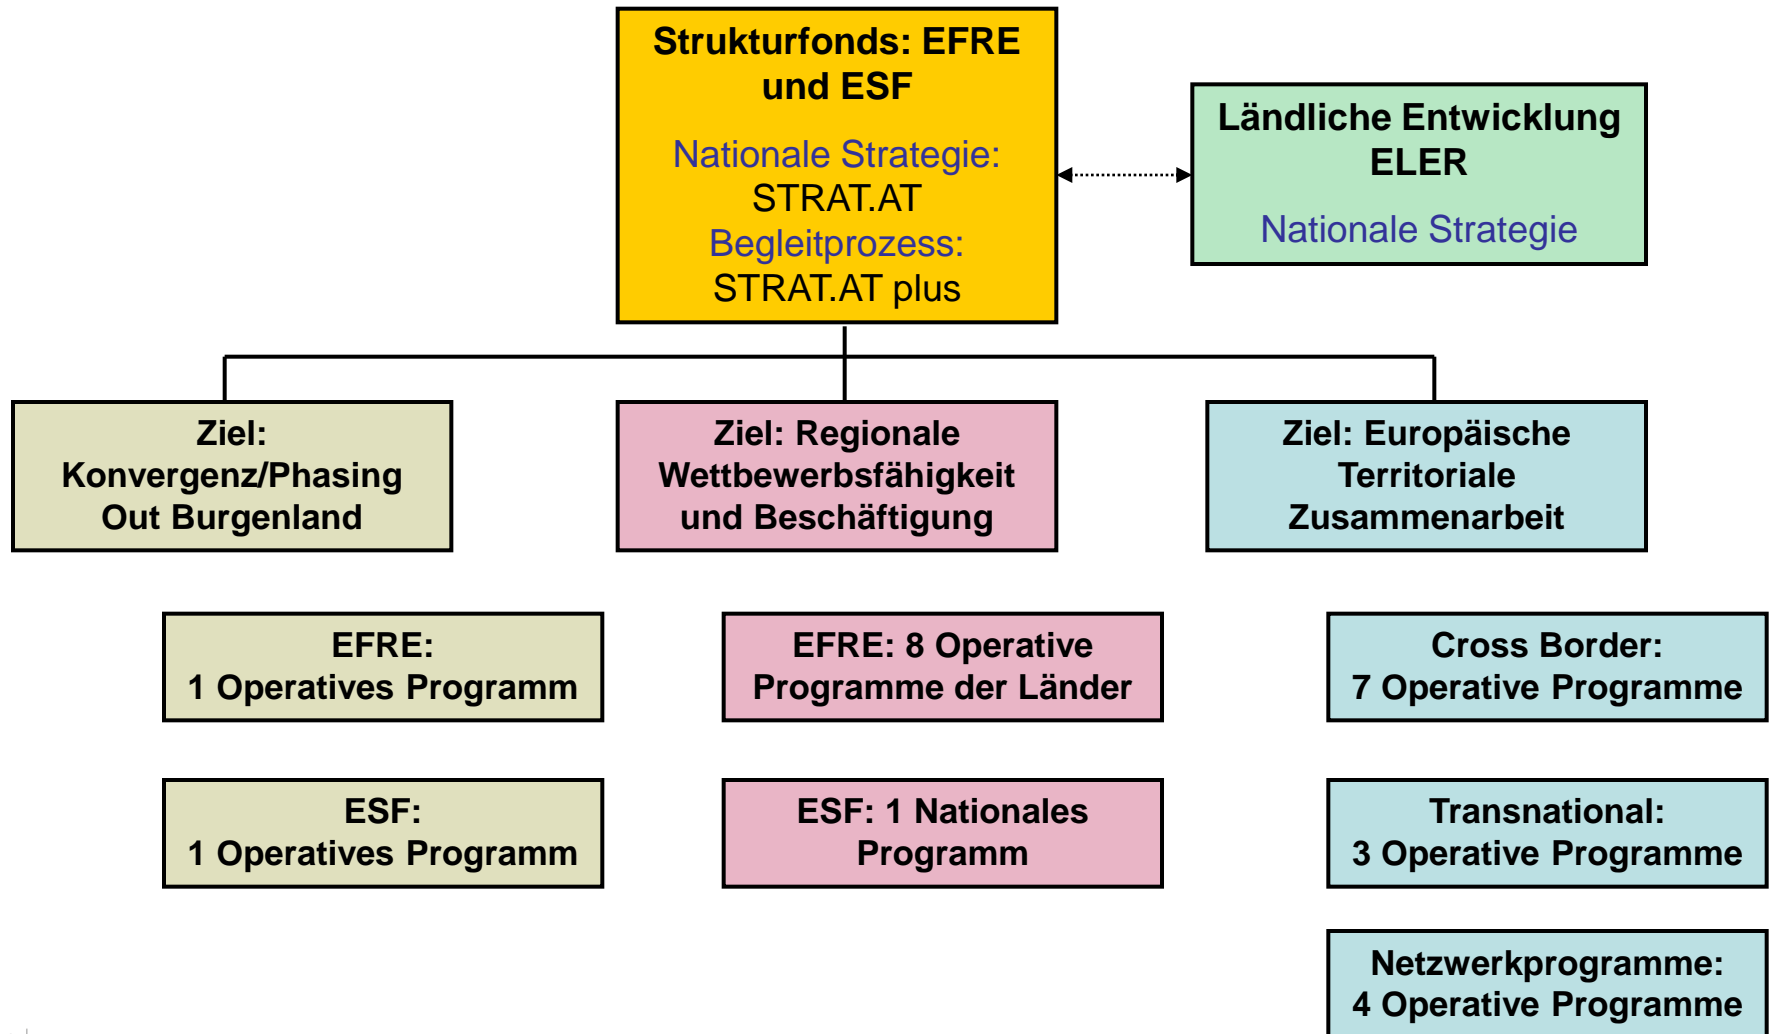 Strukturfonds: EFRE
und ESF
Nationale Strategie:
STRAT.AT
Begleitprozess:
STRAT.AT plus
Ländliche Entwicklung
ELER
Nationale Strategie
Ziel:
Konvergenz/Phasing
Out Burgenland
Ziel: Regionale
Wettbewerbsfähigkeit
und Beschäftigung
Ziel: Europäische
Territoriale
Zusammenarbeit
EFRE:
1 Operatives Programm
EFRE: 8 Operative
Programme der Länder
Cross Border:
7 Operative Programme
ESF:
1 Operatives Programm
ESF: 1 Nationales
Programm
Transnational:
3 Operative Programme
Netzwerkprogramme:
4 Operative Programme